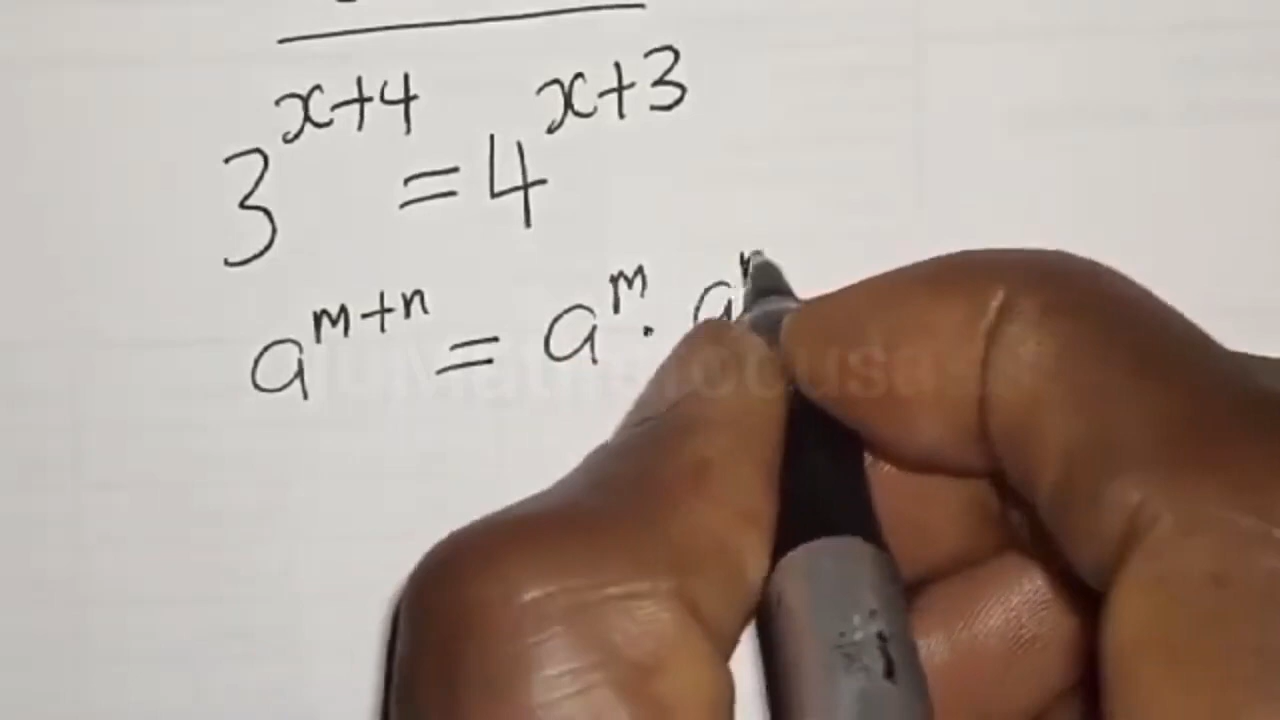 3^{x+4} = 4^{x+3}
a^{m+n} = a^m · a